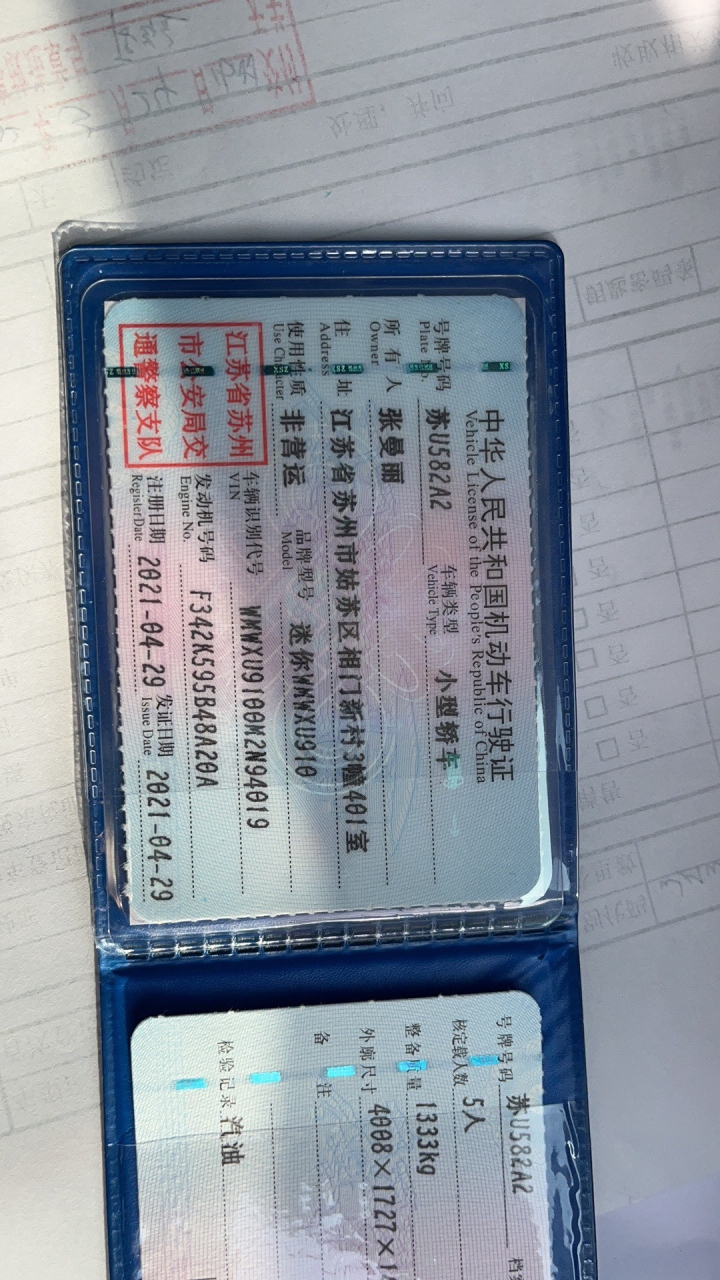 中华人民共和国机动车行驶证
Vehicle License of the People's Republic of China
号牌号码 苏U582A2 车辆类型 小型轿车
Plate No. Vehicle Type
所有人 张曼丽
Owner
住址 江苏省苏州市姑苏区相门新村3幢401室
Address
使用性质 非营运 品牌型号 迷你WMWXU910
Use Character Model
江苏省苏州
市公安局交
通警察支队
车辆识别代号 WMWXU9100M2N94019
VIN
发动机号码 F342K595B48A20A
Engine No.
注册日期 2021-04-29 发证日期 2021-04-29
Register Date Issue Date
号牌号码 苏U582A2
核定载人数 5人
整备质量 1333kg
外廓尺寸 4008×1727×1
备注
检验记录 汽油